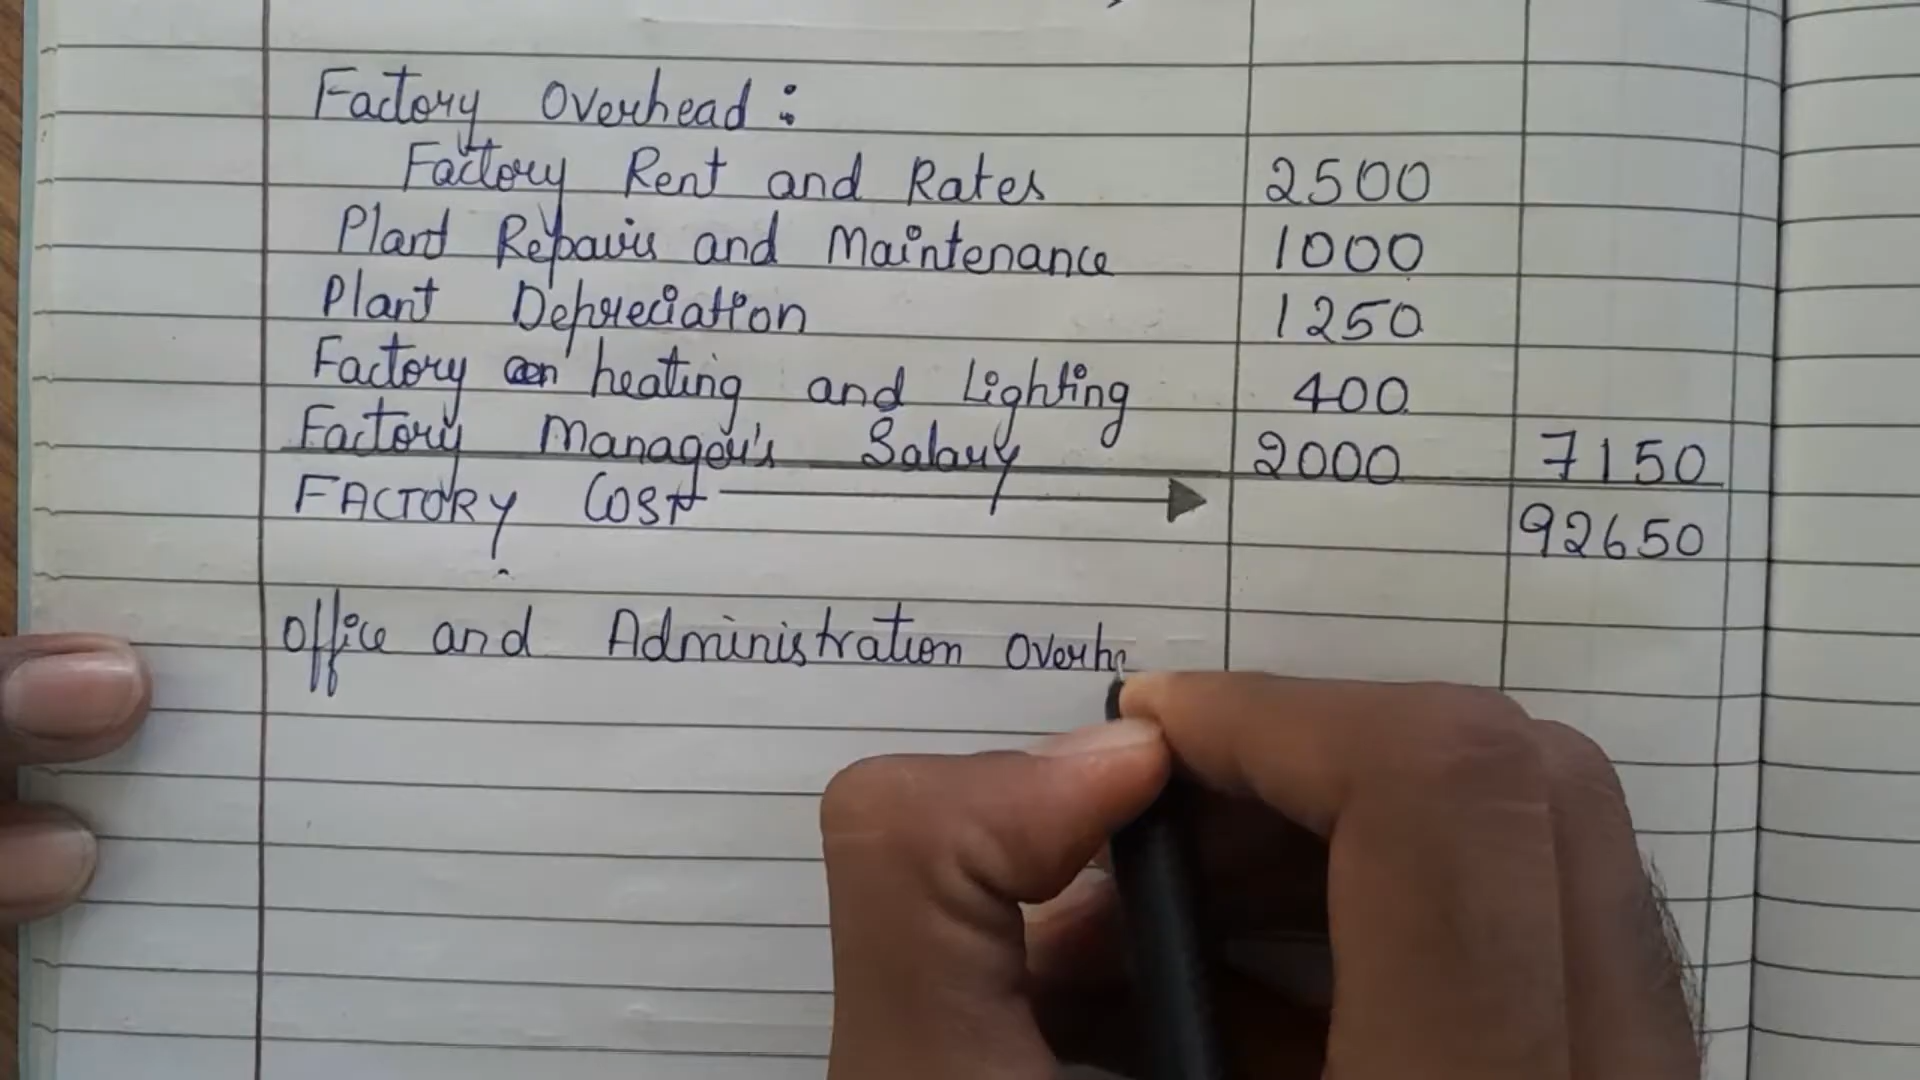 Factory Overhead :
Factory Rent and Rates 2500
Plant Repairs and Maintenance 1000
Plant Depreciation 1250
Factory heating and Lighting 400
Factory Manager's Salary 2000 7150
FACTORY COST 92650
Office and Administration Overh